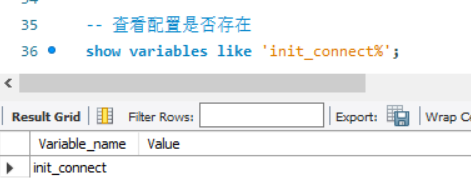 35 -- 查看配置是否存在
36 show variables like 'init_connect%';
Result Grid Filter Rows: Export: Wrap C
Variable_name Value
init_connect